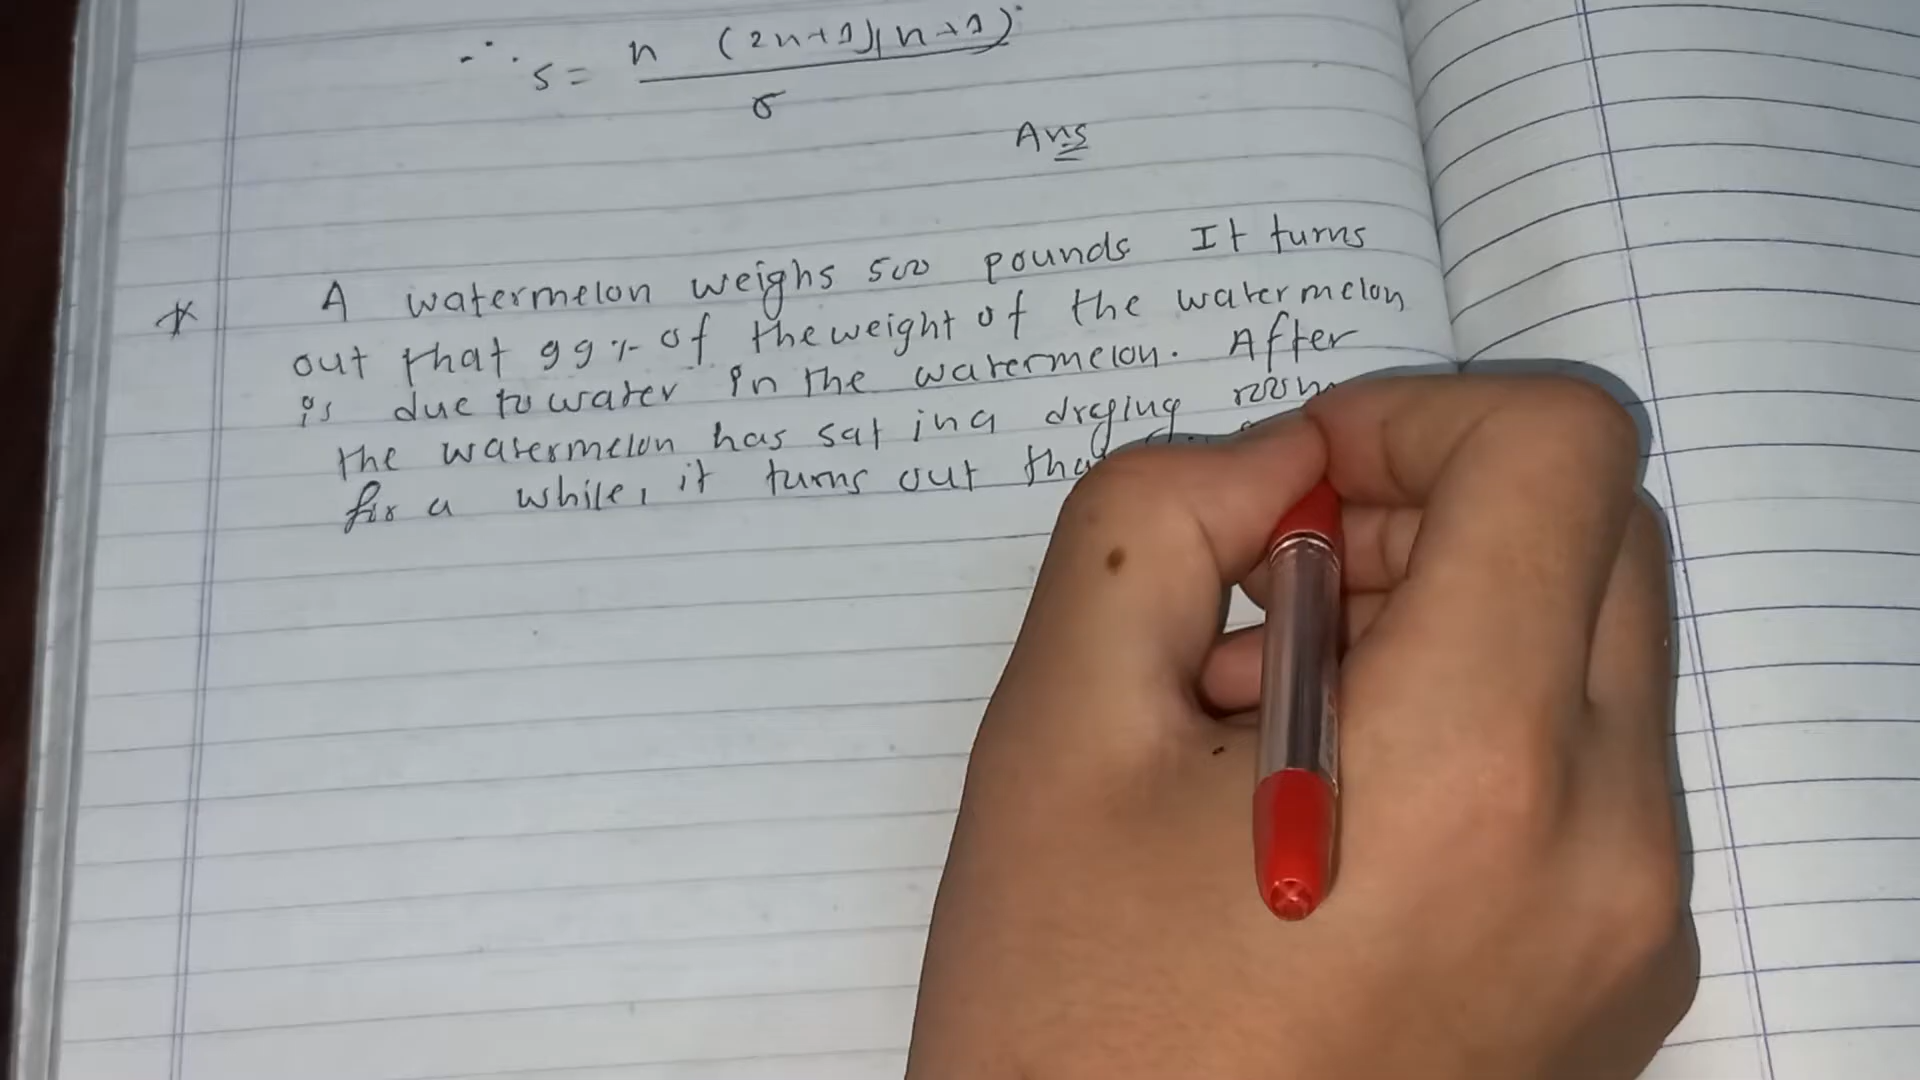 ∴ s = n (2n+1)(n+1)
6
Ans
* A watermelon weighs 500 pounds It turns
out that 99% of the weight of the watermelon
is due to water in the watermelon. After
the watermelon has sat in a drying room
for a while, it turns out